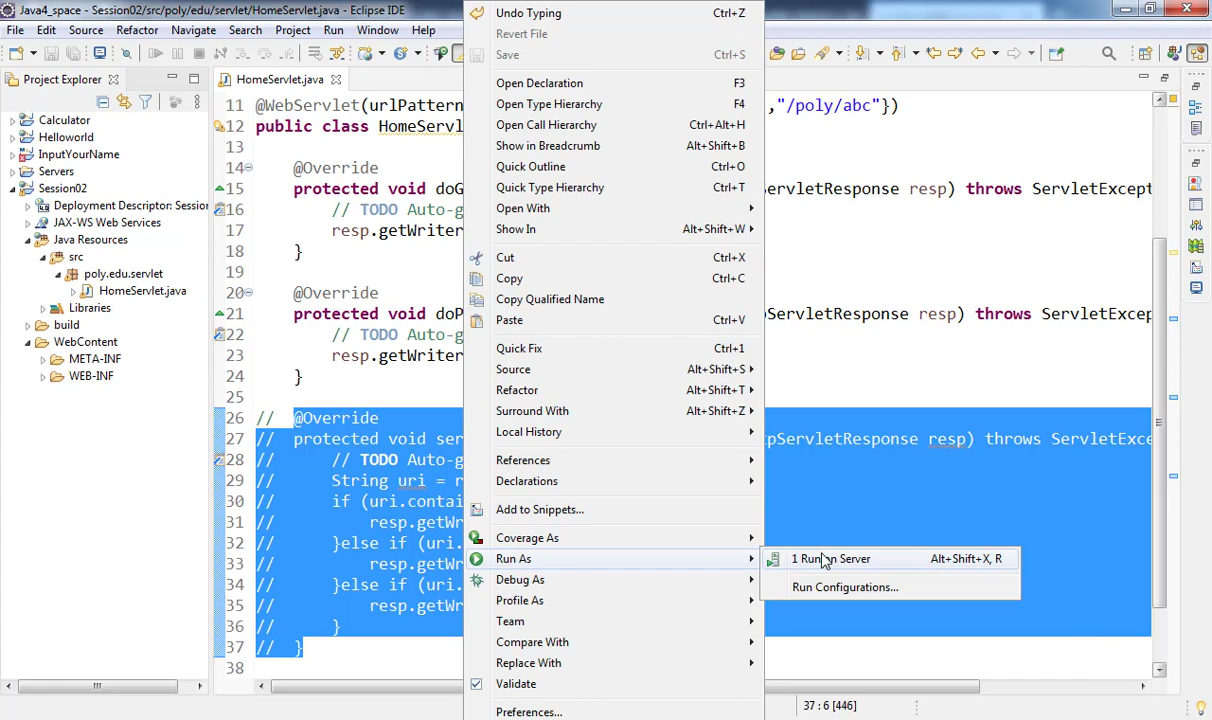 Java4_space - Session02/src/poly/edu/servlet/HomeServlet.java - Eclipse IDE
File Edit Source Refactor Navigate Search Project Run Window Help
Project Explorer
Calculator
Helloworld
InputYourName
Servers
Session02
Deployment Descriptor: Session
JAX-WS Web Services
Java Resources
src
poly.edu.servlet
HomeServlet.java
Libraries
build
WebContent
META-INF
WEB-INF
HomeServlet.java
11 @WebServlet(urlPattern ,"/poly/abc"})
12 public class HomeServl
13
14 @Override
15 protected void doG ServletResponse resp) throws ServletExcept
16 // TODO Auto-g
17 resp.getWriter
18 }
19
20 @Override
21 protected void doP pServletResponse resp) throws ServletExcep
22 // TODO Auto-g
23 resp.getWriter
24 }
25
26 // @Override
27 // protected void ser pServletResponse resp) throws ServletExce
28 // // TODO Auto-g
29 // String uri = r
30 // if (uri.contai
31 // resp.getWr
32 // }else if (uri.
33 // resp.getWr
34 // }else if (uri.
35 // resp.getWr
36 // }
37 // }
38
Undo Typing Ctrl+Z
Revert File
Save Ctrl+S
Open Declaration F3
Open Type Hierarchy F4
Open Call Hierarchy Ctrl+Alt+H
Show in Breadcrumb Alt+Shift+B
Quick Outline Ctrl+O
Quick Type Hierarchy Ctrl+T
Open With
Show In Alt+Shift+W
Cut Ctrl+X
Copy Ctrl+C
Copy Qualified Name
Paste Ctrl+V
Quick Fix Ctrl+1
Source Alt+Shift+S
Refactor Alt+Shift+T
Surround With Alt+Shift+Z
Local History
References
Declarations
Add to Snippets...
Coverage As
Run As
Debug As
Profile As
Team
Compare With
Replace With
Validate
Preferences...
1 Run on Server Alt+Shift+X, R
Run Configurations...
37 : 6 [446]